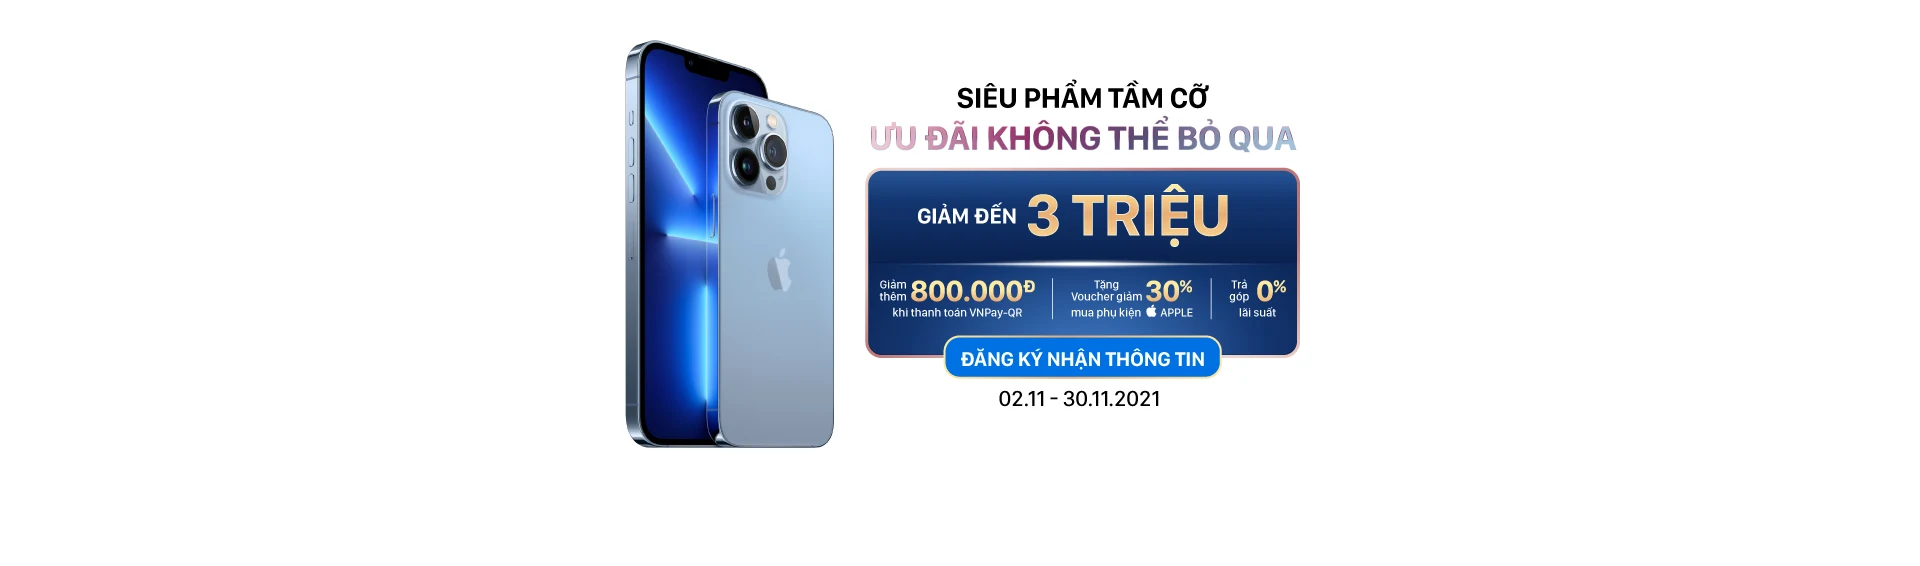 SIÊU PHẨM TẦM CỠ
ƯU ĐÃI KHÔNG THỂ BỎ QUA
GIẢM ĐẾN 3 TRIỆU
Giảm thêm 800.000Đ
khi thanh toán VNPay-QR
Tặng Voucher giảm 30%
mua phụ kiện APPLE
Trả góp 0%
lãi suất
ĐĂNG KÝ NHẬN THÔNG TIN
02.11 - 30.11.2021